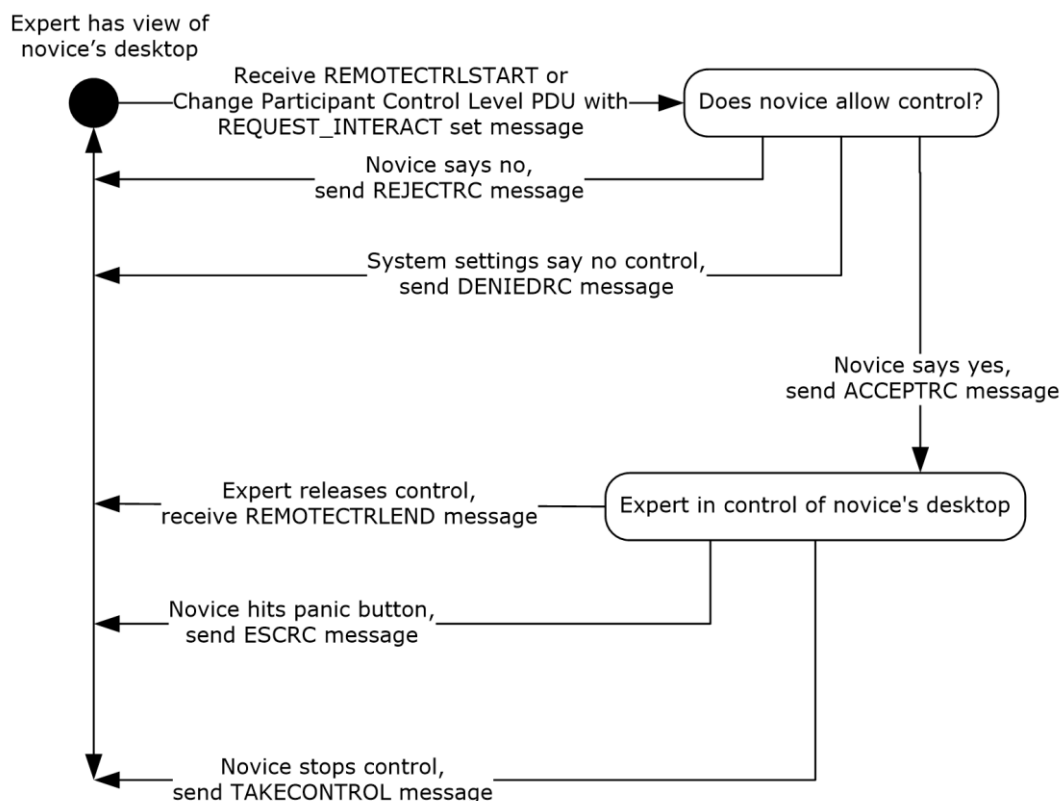 Expert has view of
novice's desktop
Receive REMOTECTRLSTART or
Change Participant Control Level PDU with
REQUEST_INTERACT set message
Does novice allow control?
Novice says no,
send REJECTRC message
System settings say no control,
send DENIEDRC message
Novice says yes,
send ACCEPTRC message
Expert releases control,
receive REMOTECTRLEND message
Expert in control of novice's desktop
Novice hits panic button,
send ESCRC message
Novice stops control,
send TAKECONTROL message